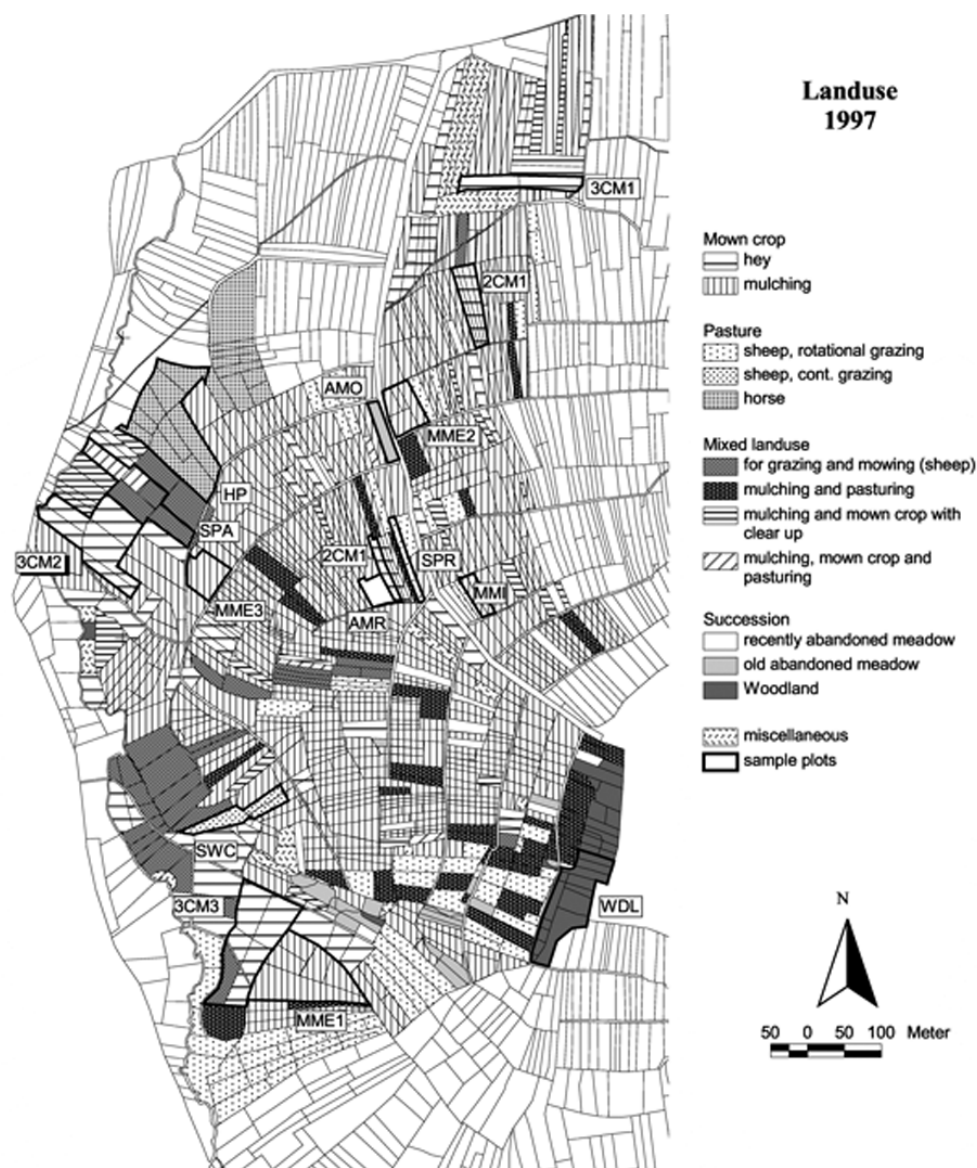 Landuse
1997
3CM1
2CM1
AMO
MME2
HP
SPA
2CM1
SPR
3CM2
MMI
MME3
AMR
SWC
3CM3
WDL
MME1
Mown crop
hey
mulching
Pasture
sheep, rotational grazing
sheep, cont. grazing
horse
Mixed landuse
for grazing and mowing (sheep)
mulching and pasturing
mulching and mown crop with
clear up
mulching, mown crop and
pasturing
Succession
recently abandoned meadow
old abandoned meadow
Woodland
miscellaneous
sample plots
N
50 0 50 100 Meter